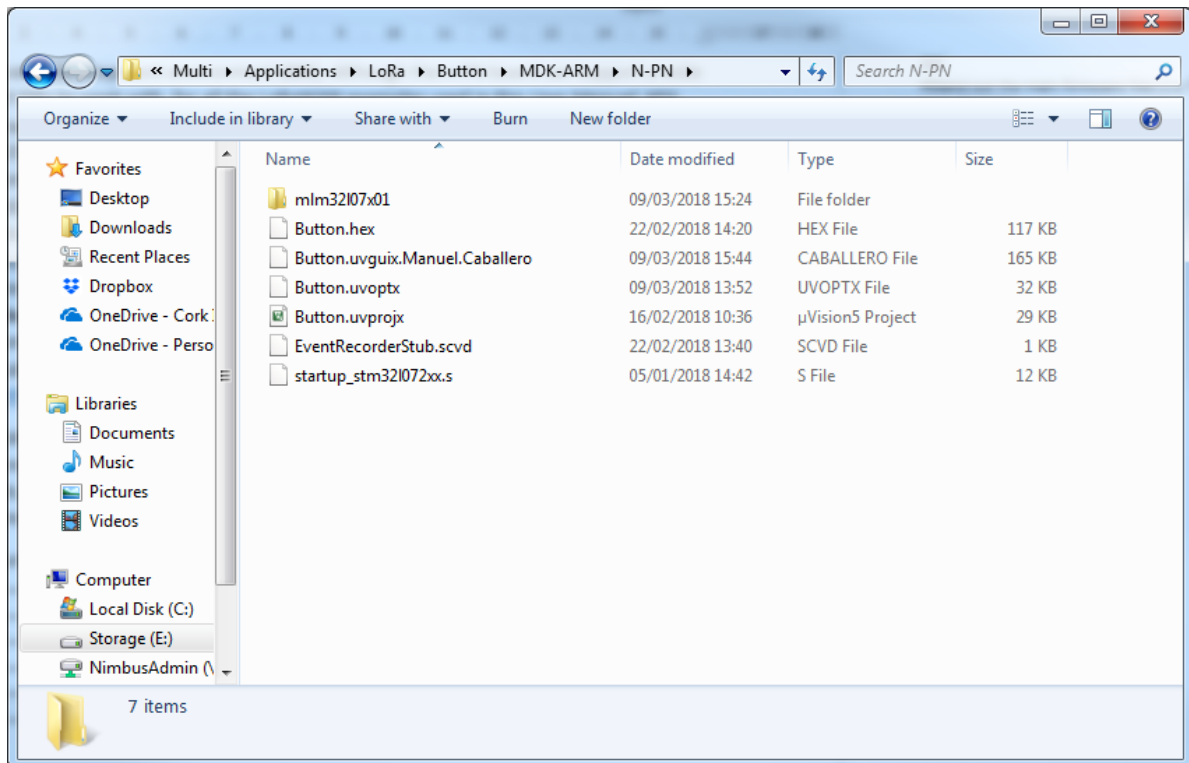 « Multi ▸ Applications ▸ LoRa ▸ Button ▸ MDK-ARM ▸ N-PN ▸ Search N-PN
Organize ▾ Include in library ▾ Share with ▾ Burn New folder
Name Date modified Type Size
Favorites
Desktop
Downloads
Recent Places
Dropbox
OneDrive - Cork
OneDrive - Perso
Libraries
Documents
Music
Pictures
Videos
Computer
Local Disk (C:)
Storage (E:)
NimbusAdmin (\
mlm32l07x01 09/03/2018 15:24 File folder
Button.hex 22/02/2018 14:20 HEX File 117 KB
Button.uvguix.Manuel.Caballero 09/03/2018 15:44 CABALLERO File 165 KB
Button.uvoptx 09/03/2018 13:52 UVOPTX File 32 KB
Button.uvprojx 16/02/2018 10:36 µVision5 Project 29 KB
EventRecorderStub.scvd 22/02/2018 13:40 SCVD File 1 KB
startup_stm32l072xx.s 05/01/2018 14:42 S File 12 KB
7 items